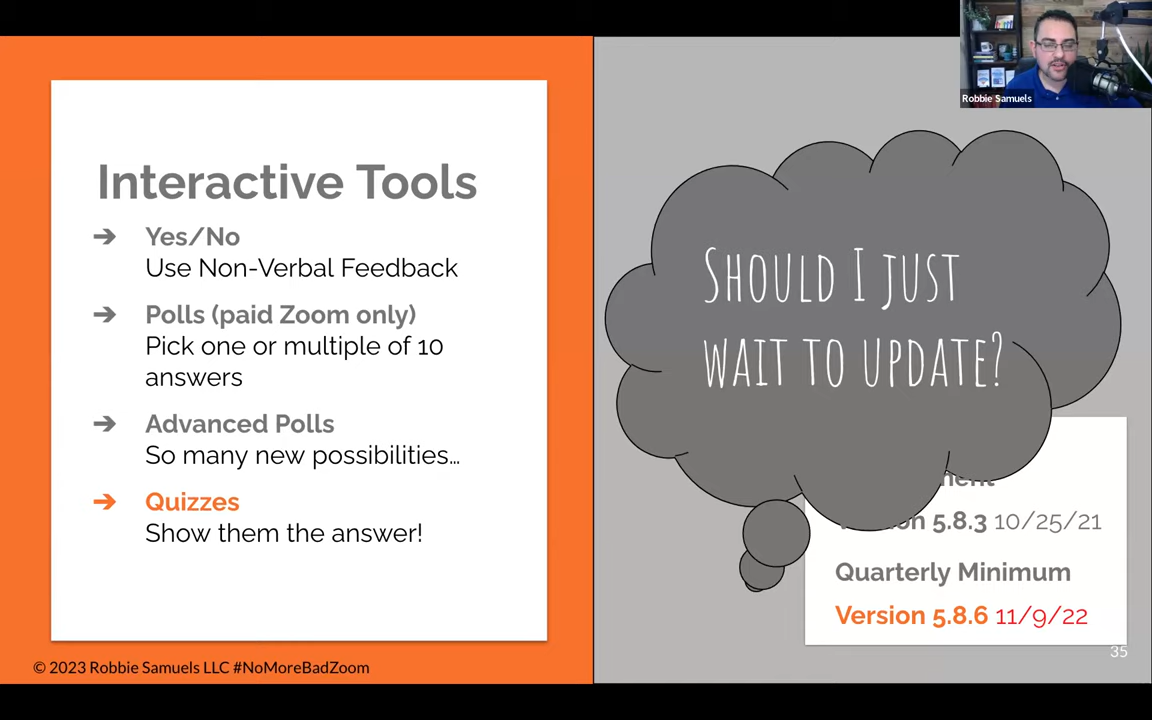 Robbie Samuels
Interactive Tools
➔ Yes/No
Use Non-Verbal Feedback
➔ Polls (paid Zoom only)
Pick one or multiple of 10
answers
➔ Advanced Polls
So many new possibilities…
➔ Quizzes
Show them the answer!
SHOULD I JUST
WAIT TO UPDATE?
5.8.3 10/25/21
Quarterly Minimum
Version 5.8.6 11/9/22
35
© 2023 Robbie Samuels LLC #NoMoreBadZoom